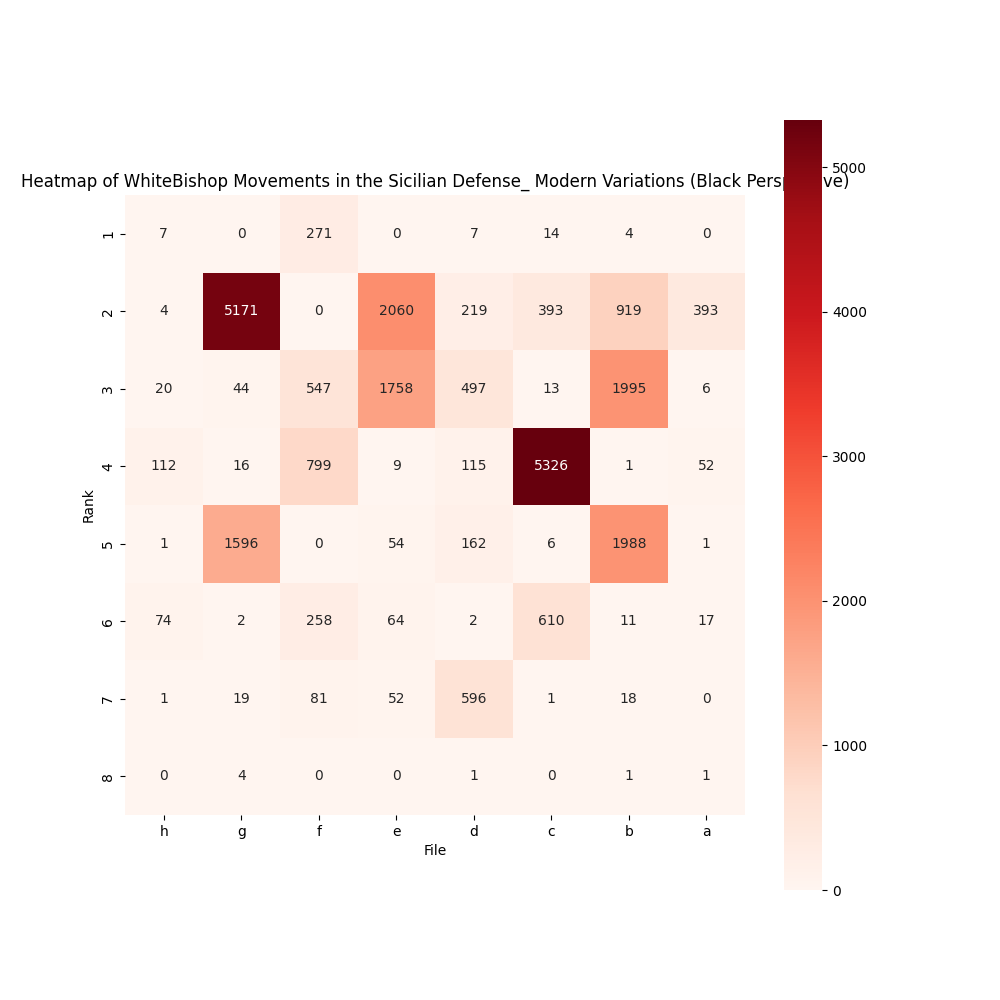 Heatmap of WhiteBishop Movements in the Sicilian Defense_ Modern Variations (Black Persp ve)
5000
1 7 0 271 0 7 14 4 0
4000
2 4 5171 0 2060 219 393 919 393
3 20 44 547 1758 497 13 1995 6
3000
4 112 16 799 9 115 5326 1 52
Rank
5 1 1596 0 54 162 6 1988 1
2000
6 74 2 258 64 2 610 11 17
7 1 19 81 52 596 1 18 0
1000
8 0 4 0 0 1 0 1 1
h g f e d c b a
File
0